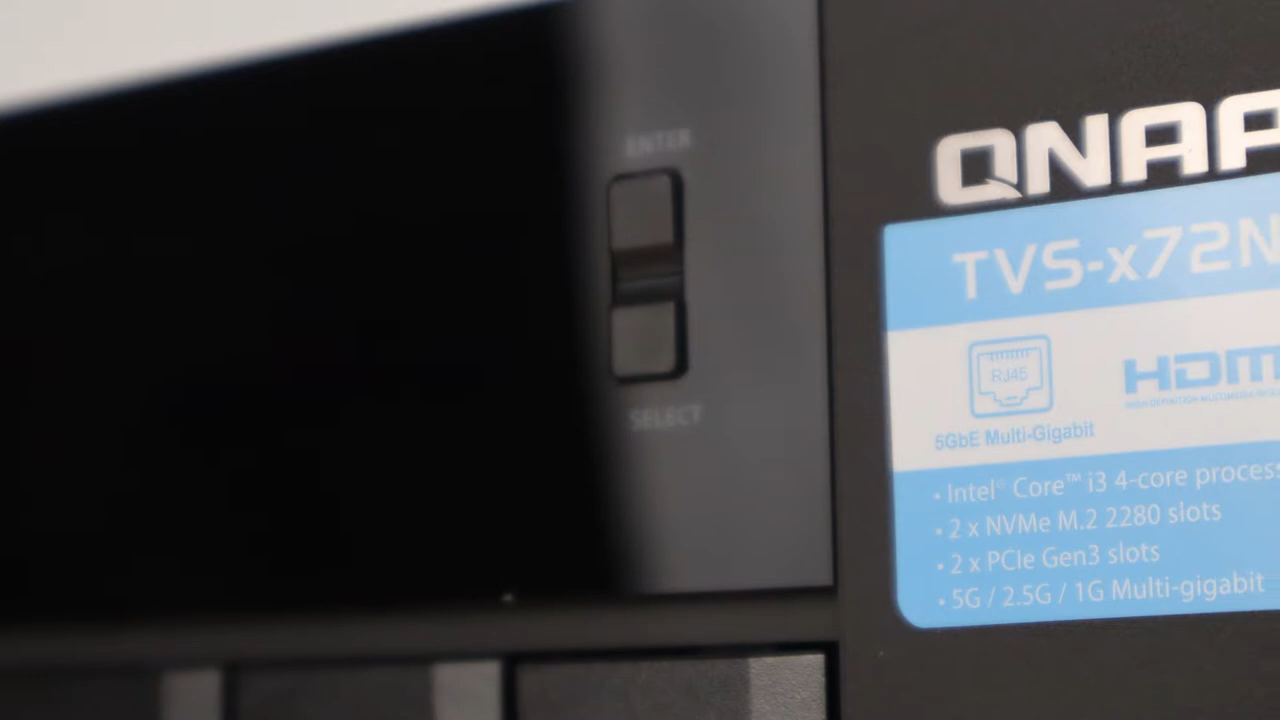 ENTER
SELECT
QNAP
TVS-x72N
RJ45
HDMI
5GbE Multi-Gigabit
• Intel® Core™ i3 4-core process
• 2 x NVMe M.2 2280 slots
• 2 x PCIe Gen3 slots
• 5G / 2.5G / 1G Multi-gigabit